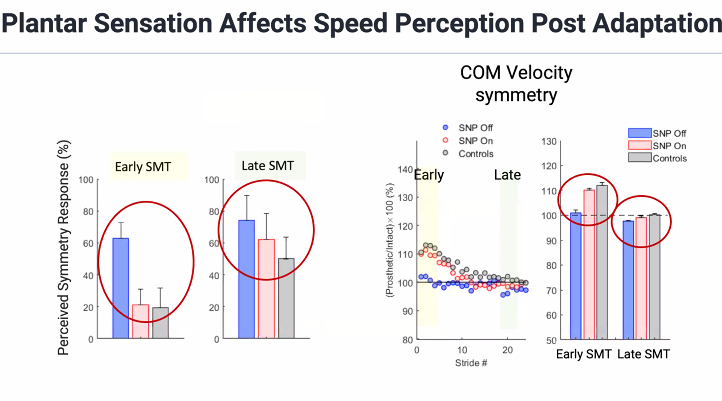 Plantar Sensation Affects Speed Perception Post Adaptation
COM Velocity
symmetry
Perceived Symmetry Response (%)
Early SMT
100
80
60
40
20
0
Late SMT
100
80
60
40
20
0
SNP Off
SNP On
Controls
(Prosthetic/Intact) × 100 (%)
140
130
120
110
100
90
80
Early
Late
0
10
20
Stride #
SNP Off
SNP On
Controls
130
120
110
100
90
80
70
60
50
Early SMT Late SMT